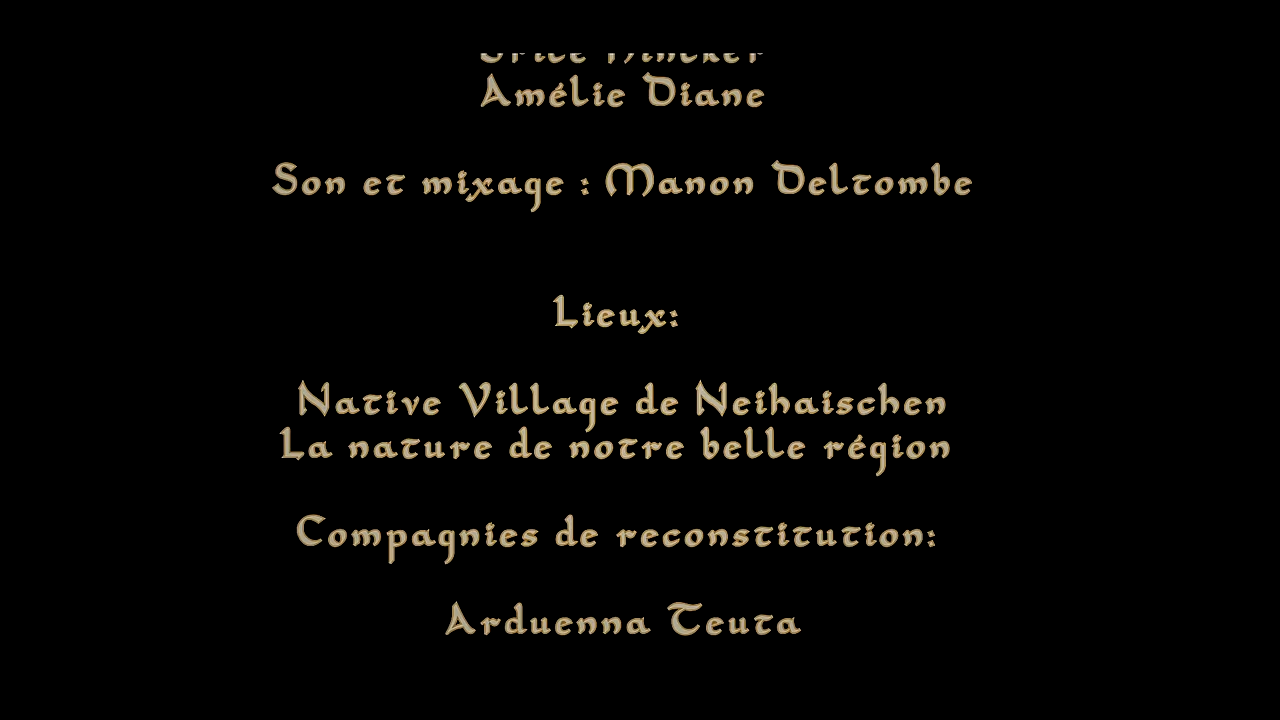 Amélie Diane
Son et mixage : Manon Deltombe
Lieux:
Native Village de Neihaischen
La nature de notre belle région
Compagnies de reconstitution:
Arduenna Teuta